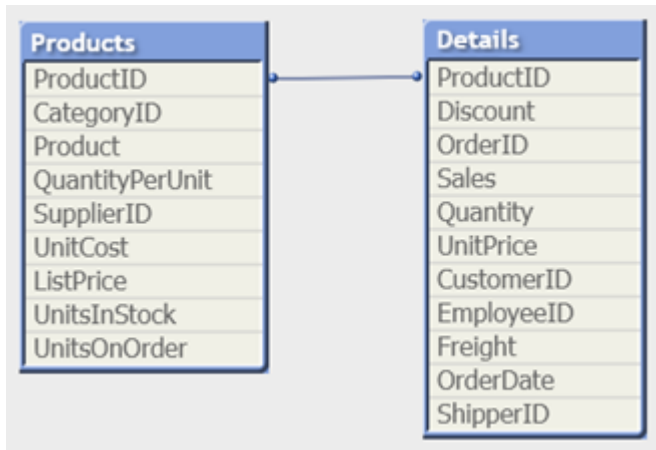 Products
ProductID
CategoryID
Product
QuantityPerUnit
SupplierID
UnitCost
ListPrice
UnitsInStock
UnitsOnOrder
Details
ProductID
Discount
OrderID
Sales
Quantity
UnitPrice
CustomerID
EmployeeID
Freight
OrderDate
ShipperID